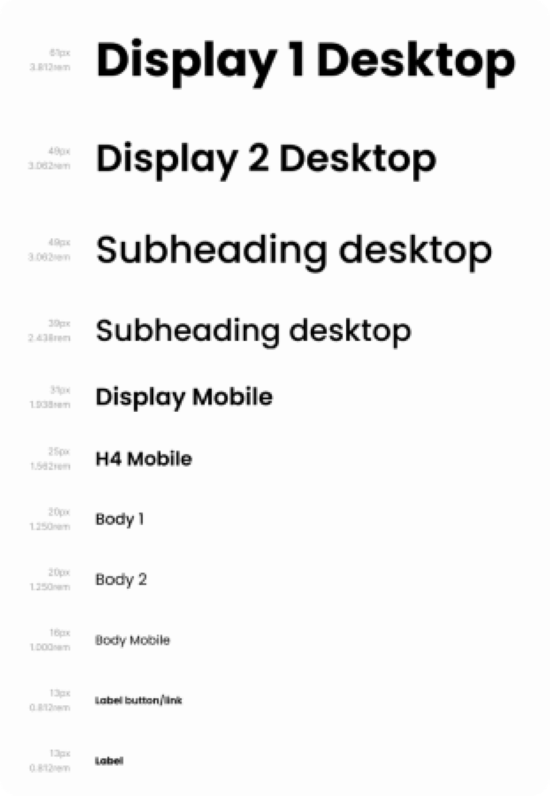 61px
3.812rem
Display 1 Desktop
49px
3.062rem
Display 2 Desktop
49px
3.062rem
Subheading desktop
39px
2.438rem
Subheading desktop
31px
1.938rem
Display Mobile
25px
1.562rem
H4 Mobile
20px
1.250rem
Body 1
20px
1.250rem
Body 2
16px
1.000rem
Body Mobile
13px
0.812rem
Label button/link
13px
0.812rem
Label